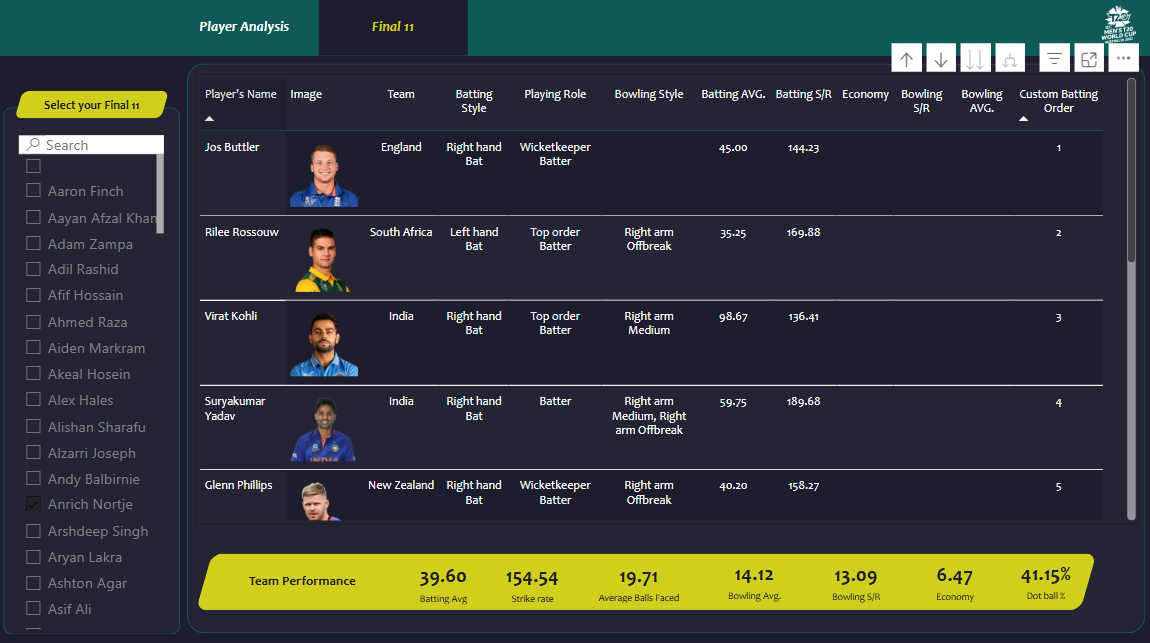 Player Analysis
Final 11
MEN'S T20
WORLD CUP
AUSTRALIA 2022
Select your Final 11
Search
Aaron Finch
Aayan Afzal Khan
Adam Zampa
Adil Rashid
Afif Hossain
Ahmed Raza
Aiden Markram
Akeal Hosein
Alex Hales
Alishan Sharafu
Alzarri Joseph
Andy Balbirnie
Anrich Nortje
Arshdeep Singh
Aryan Lakra
Ashton Agar
Asif Ali
Player's Name Image Team Batting Style Playing Role Bowling Style Batting AVG. Batting S/R Economy Bowling S/R Bowling AVG. Custom Batting Order
Jos Buttler England Right hand Bat Wicketkeeper Batter 45.00 144.23 1
Rilee Rossouw South Africa Left hand Bat Top order Batter Right arm Offbreak 35.25 169.88 2
Virat Kohli India Right hand Bat Top order Batter Right arm Medium 98.67 136.41 3
Suryakumar Yadav India Right hand Bat Batter Right arm Medium, Right arm Offbreak 59.75 189.68 4
INDIA
Glenn Phillips New Zealand Right hand Bat Wicketkeeper Batter Right arm Offbreak 40.20 158.27 5
Team Performance
39.60 154.54 19.71 14.12 13.09 6.47 41.15%
Batting Avg Strike rate Average Balls Faced Bowling Avg. Bowling S/R Economy Dot ball %